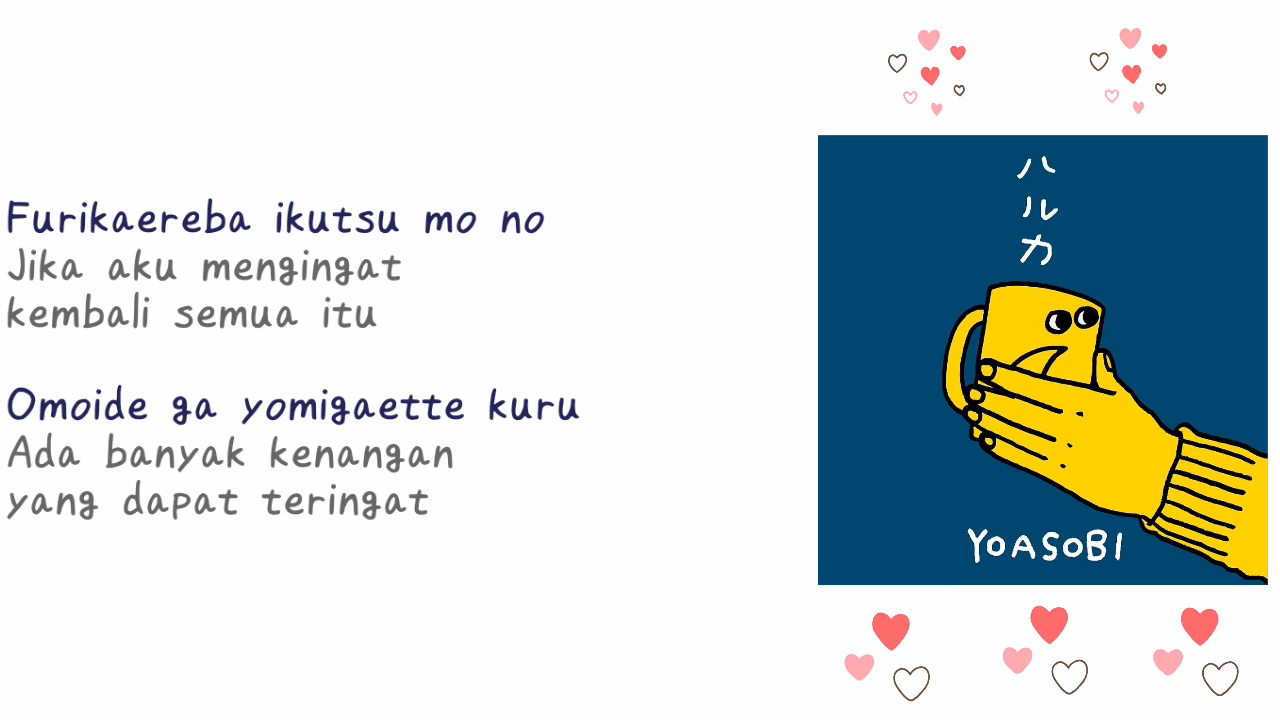 Furikaereba ikutsu mo no
Jika aku mengingat
kembali semua itu
Omoide ga yomigaette kuru
Ada banyak kenangan
yang dapat teringat
ハルカ
YOASOBI